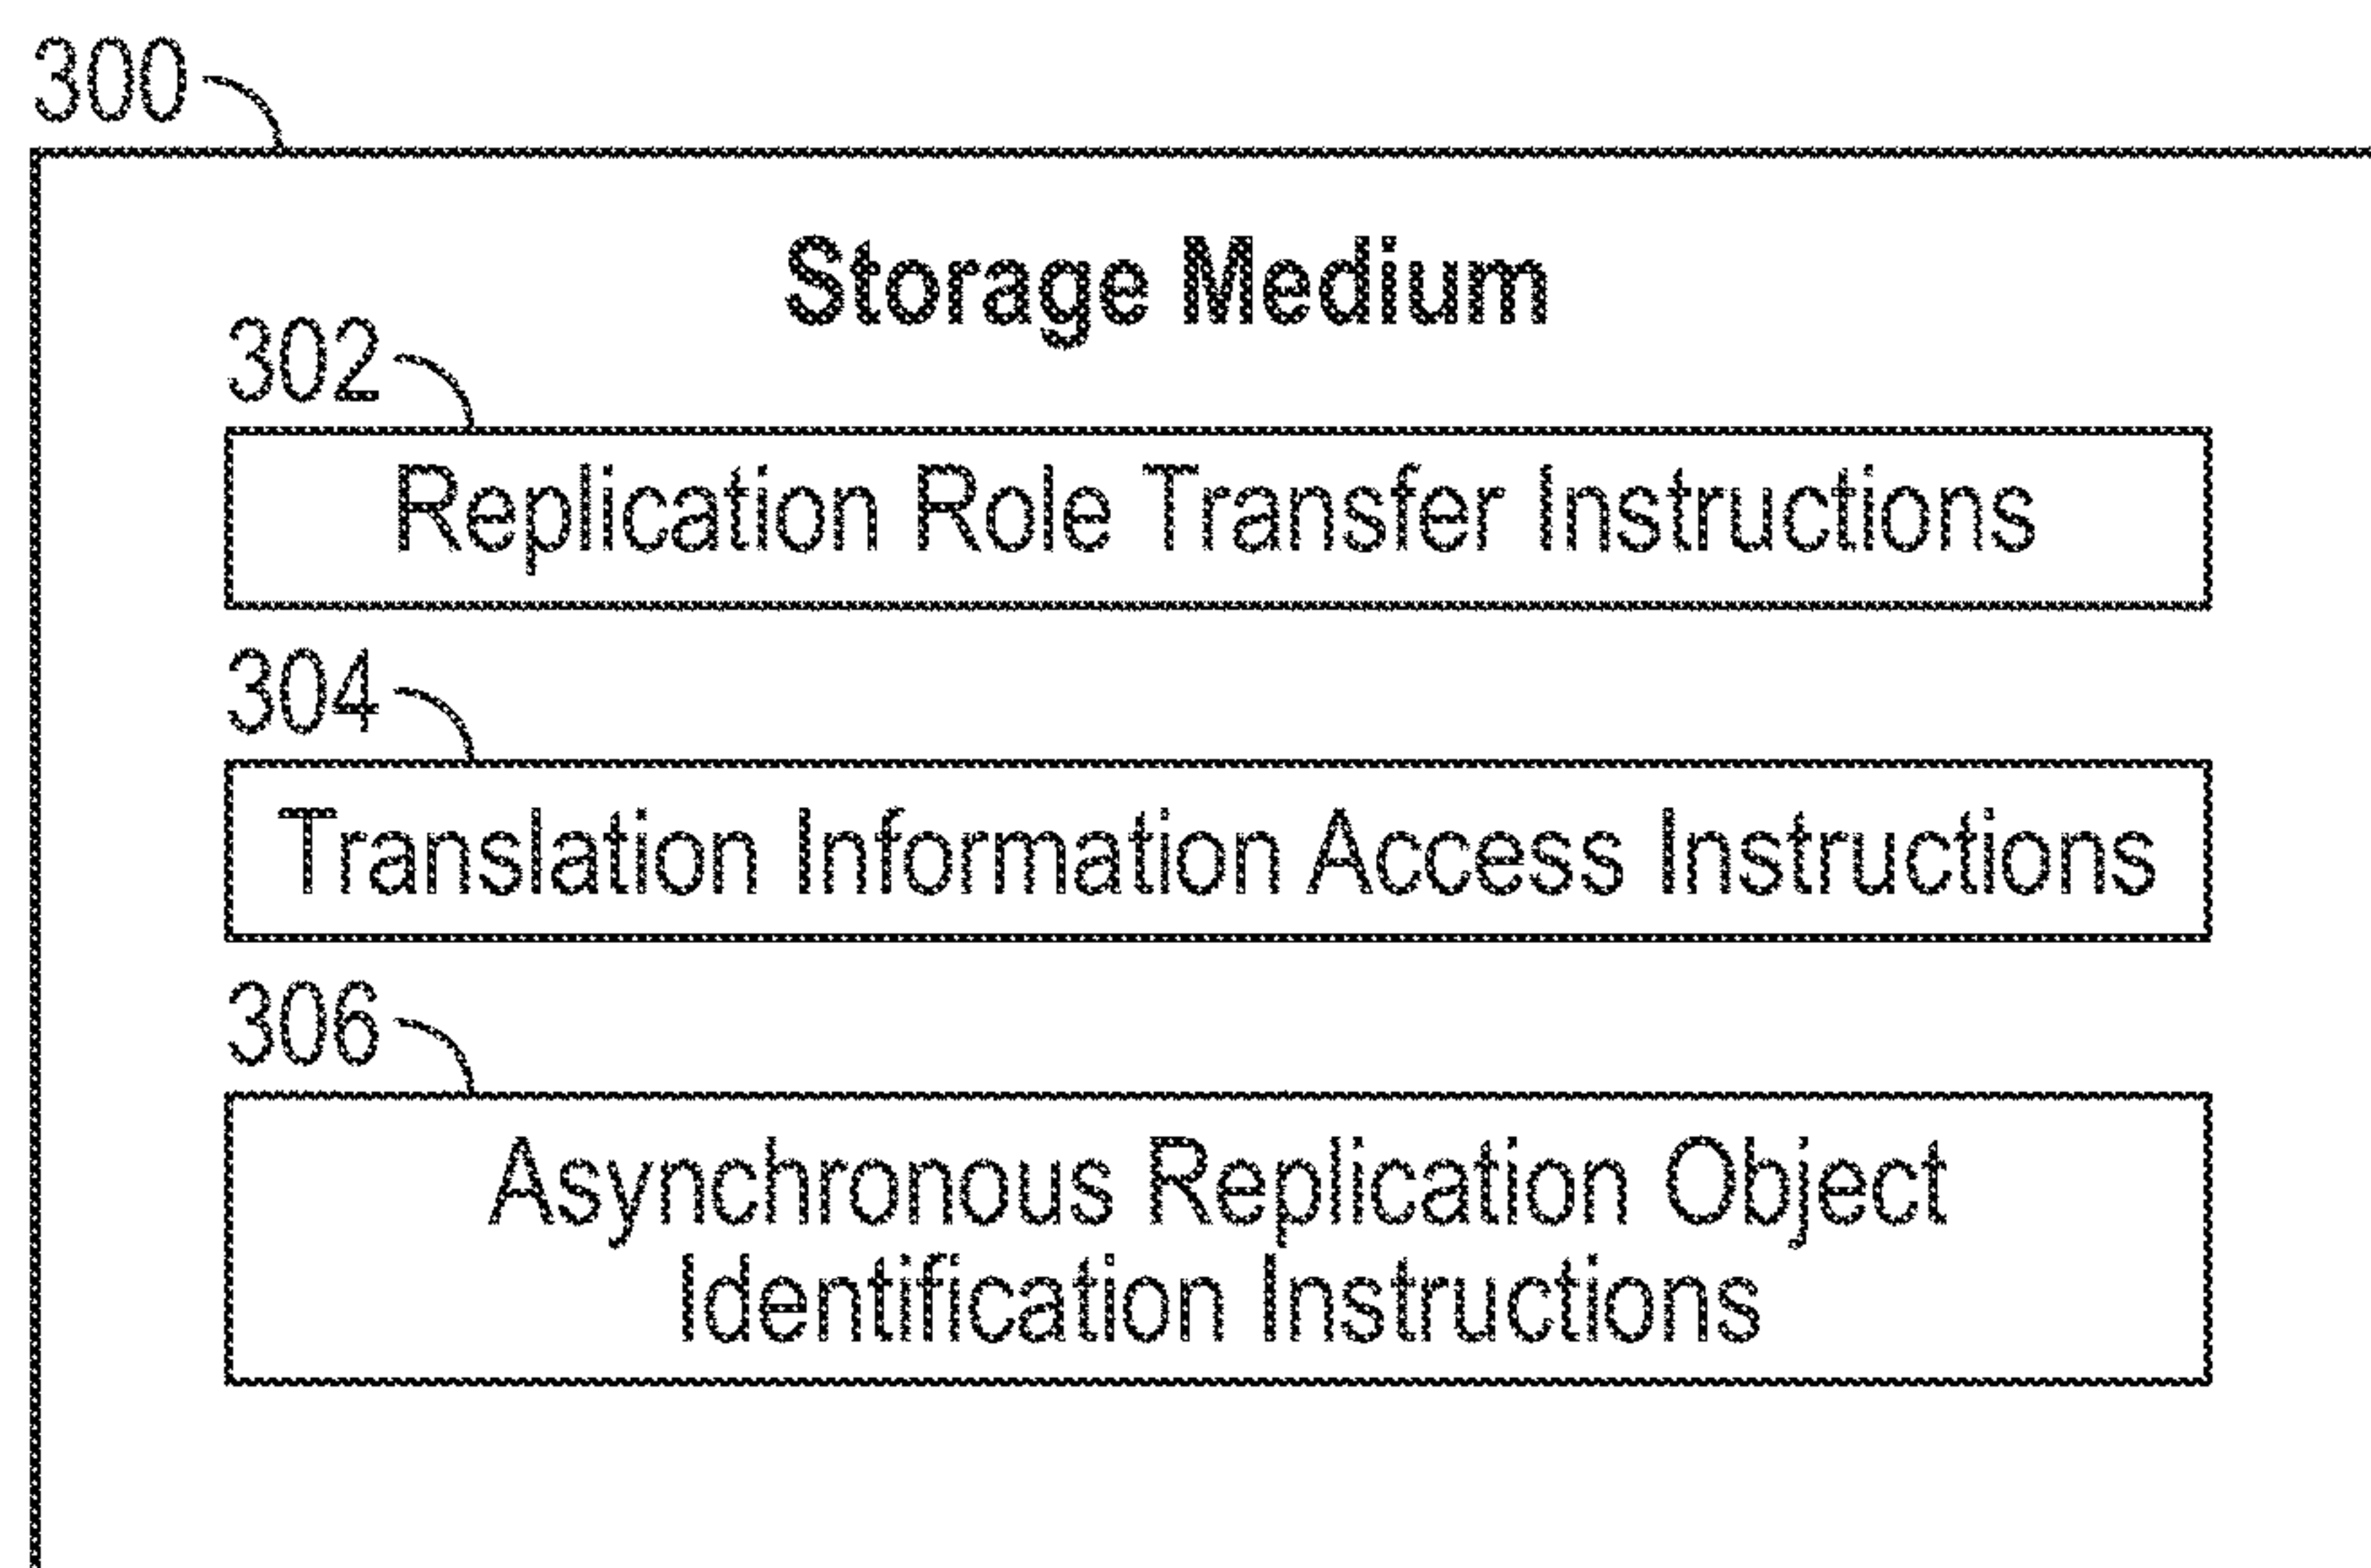 300
Storage Medium
302
Replication Role Transfer Instructions
304
Translation Information Access Instructions
306
Asynchronous Replication Object
Identification Instructions